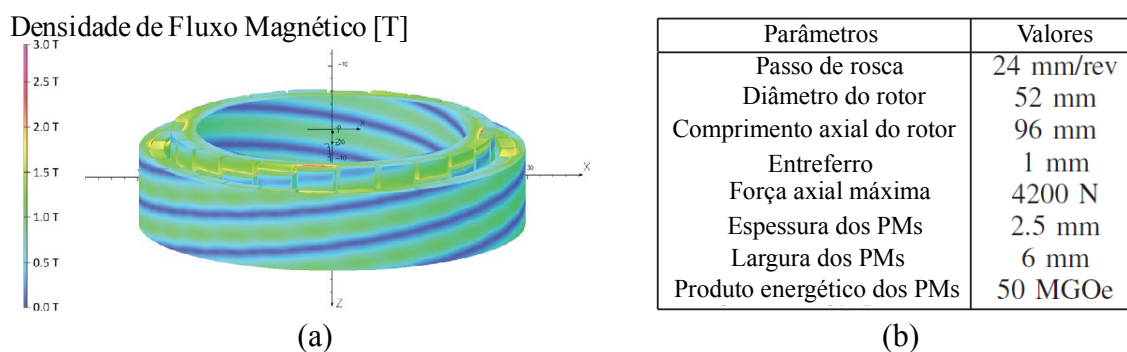 Densidade de Fluxo Magnético [T]
3.0 T
2.5 T
2.0 T
1.5 T
1.0 T
0.5 T
0.0 T
-10
X
30
X
Z
(a)
Parâmetros Valores
Passo de rosca 24 mm/rev
Diâmetro do rotor 52 mm
Comprimento axial do rotor 96 mm
Entreferro 1 mm
Força axial máxima 4200 N
Espessura dos PMs 2.5 mm
Largura dos PMs 6 mm
Produto energético dos PMs 50 MGOe
(b)